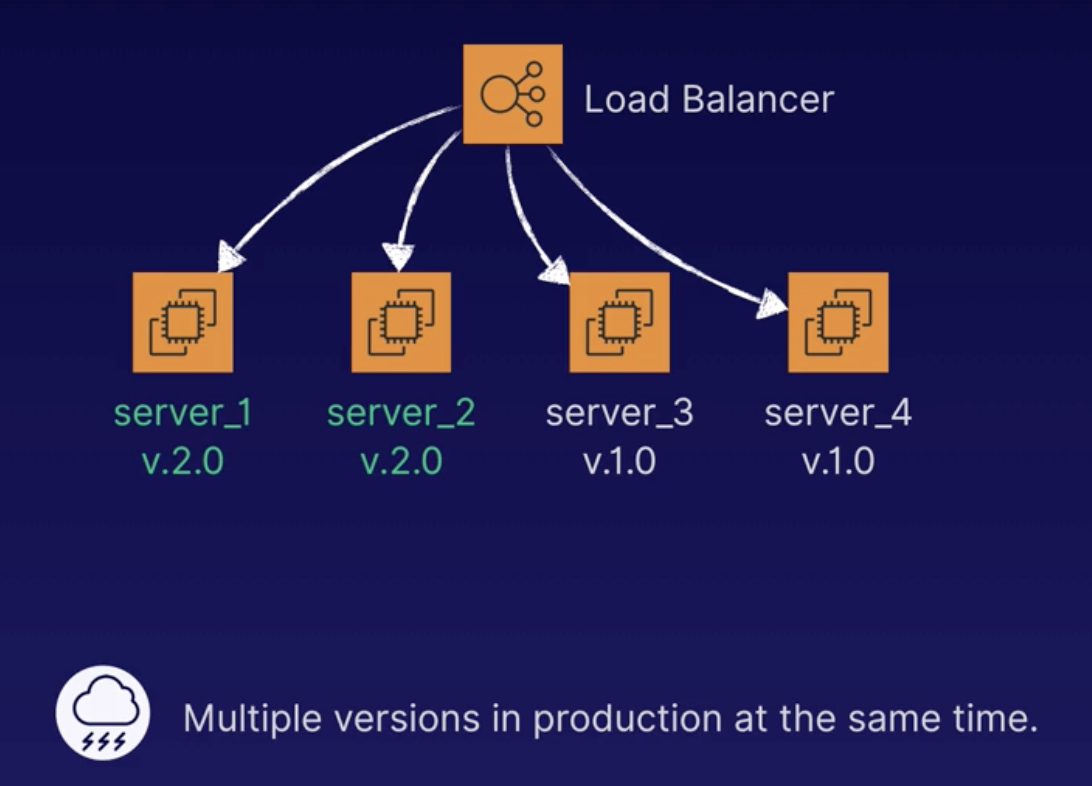 Load Balancer
server_1
v.2.0
server_2
v.2.0
server_3
v.1.0
server_4
v.1.0
Multiple versions in production at the same time.